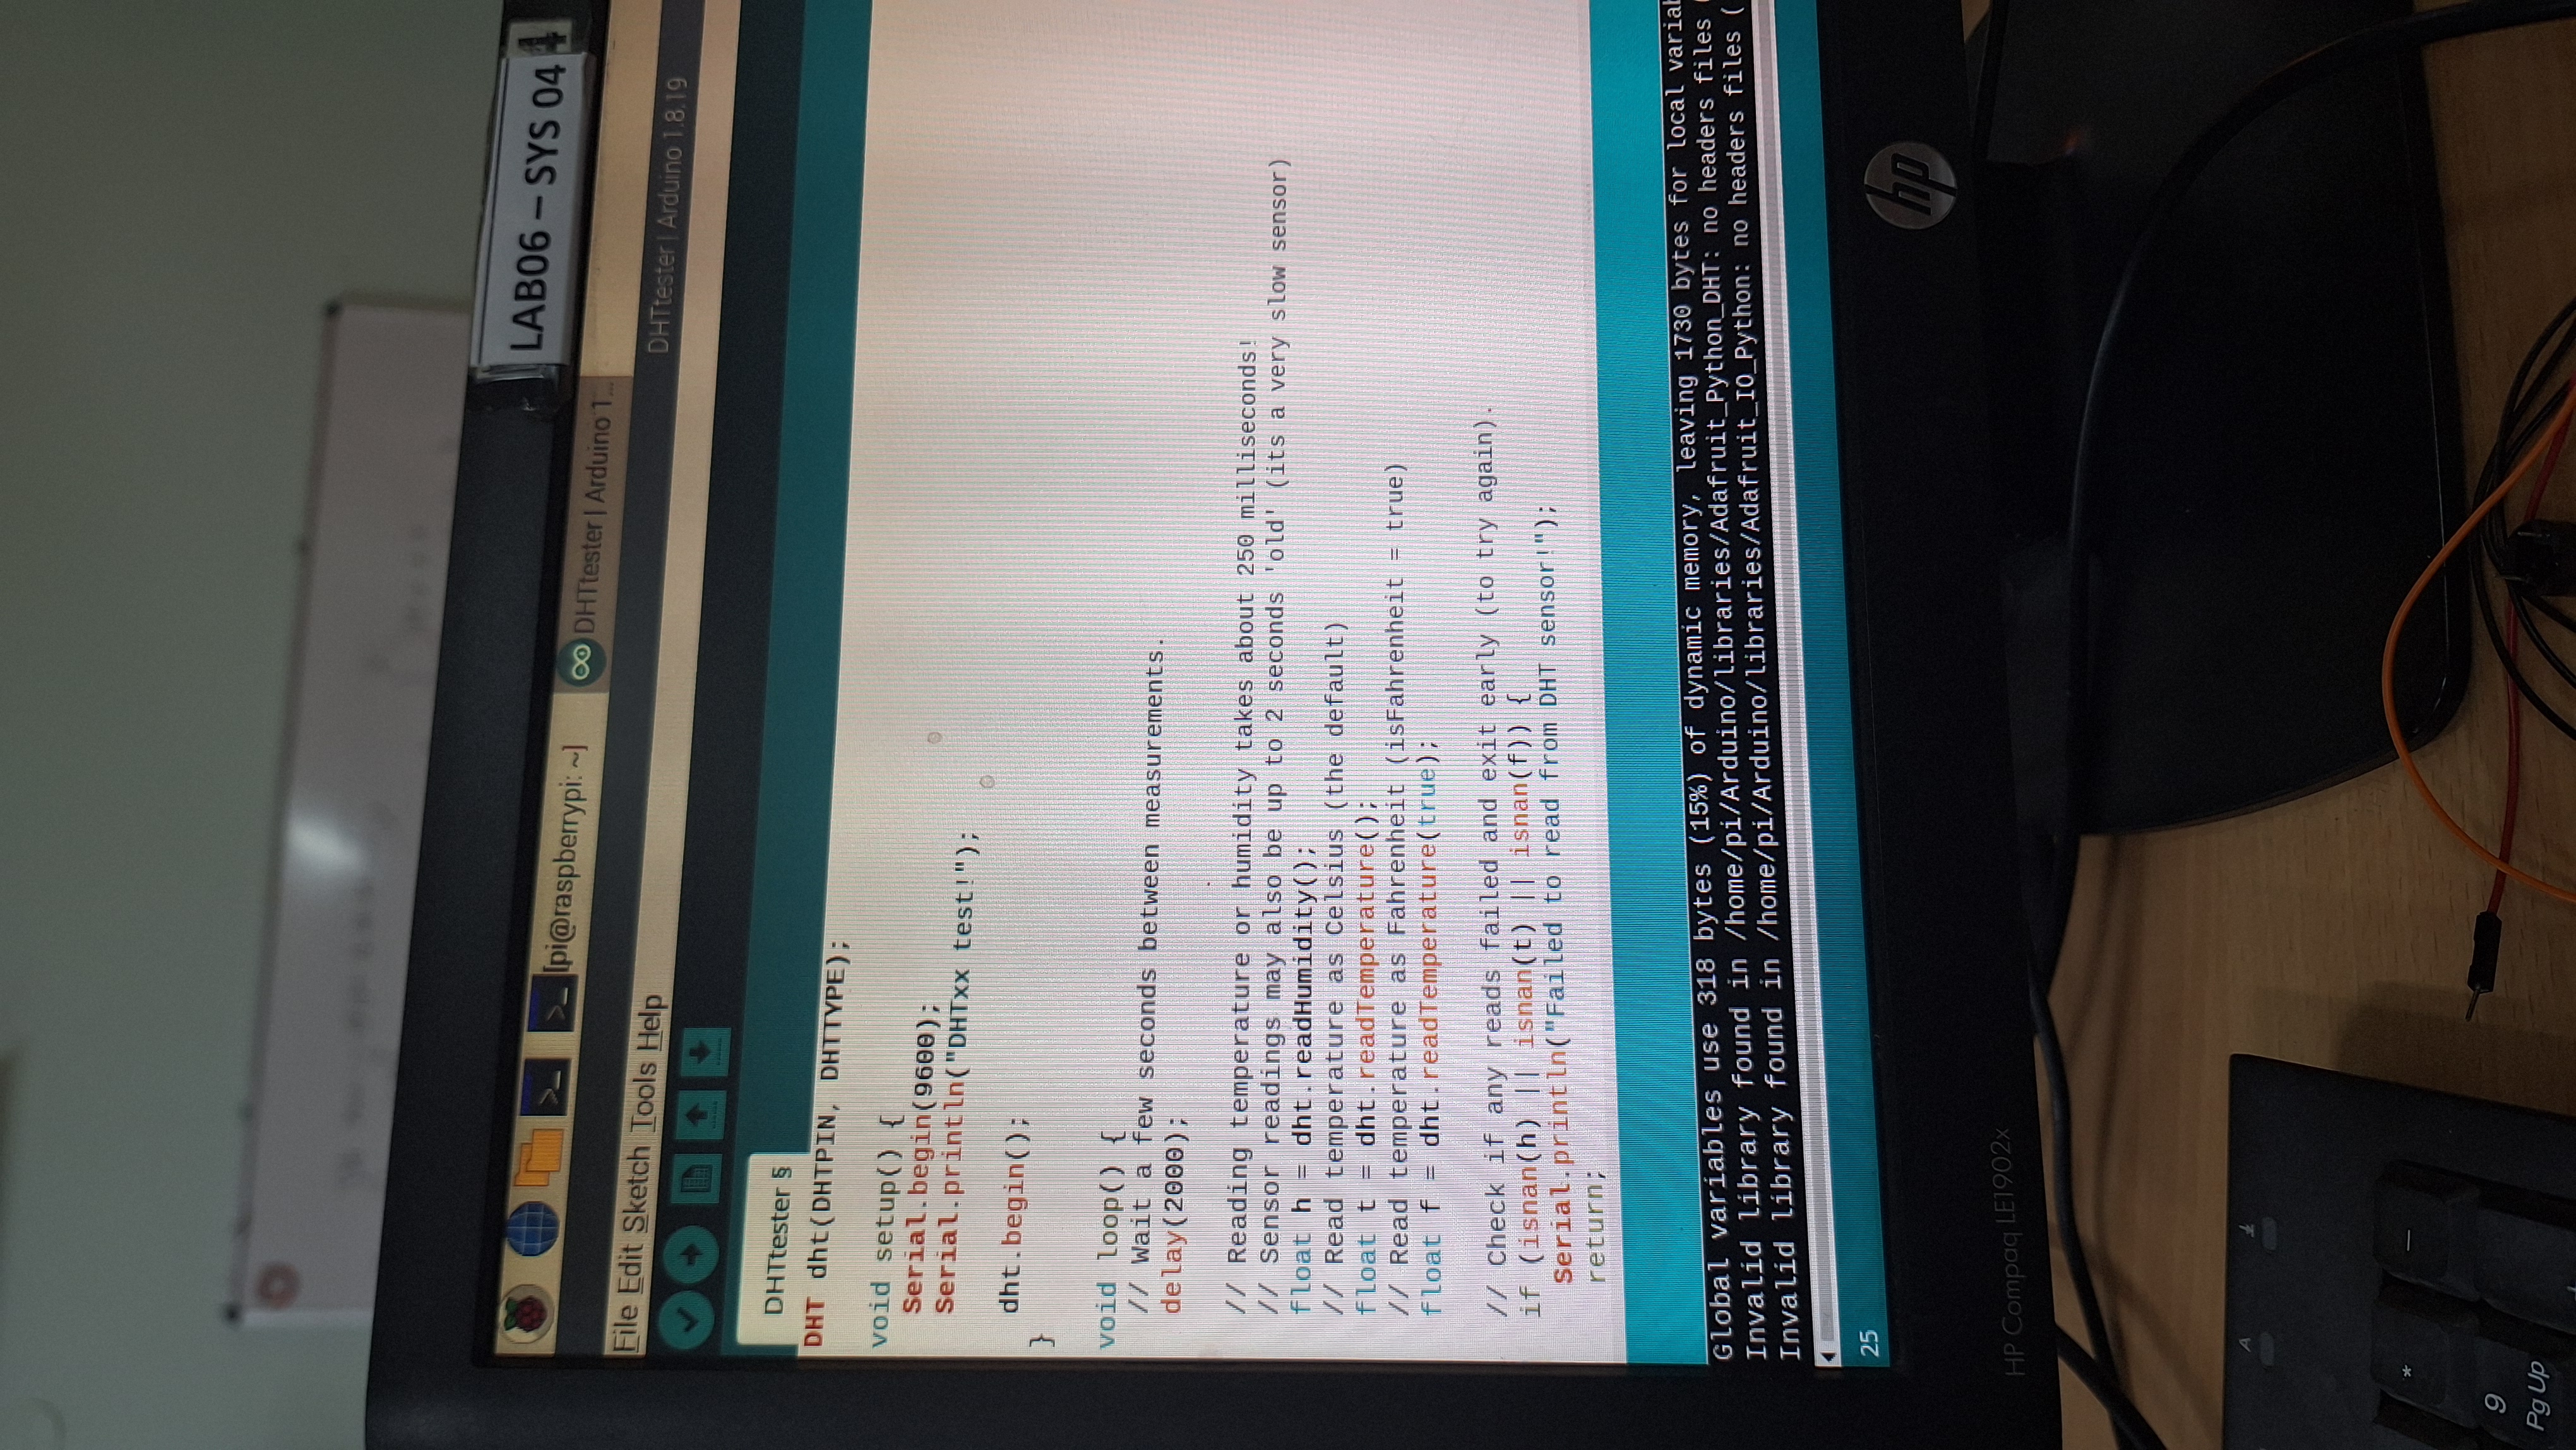 LAB06 – SYS 04
[pi@raspberrypi: ~]
DHTtester | Arduino 1...
DHTtester | Arduino 1.8.19
File Edit Sketch Tools Help
DHTtester §
DHT dht(DHTPIN, DHTTYPE);
void setup() {
Serial.begin(9600);
Serial.println("DHTxx test!");
dht.begin();
}
void loop() {
// Wait a few seconds between measurements.
delay(2000);
// Reading temperature or humidity takes about 250 milliseconds!
// Sensor readings may also be up to 2 seconds 'old' (its a very slow sensor)
float h = dht.readHumidity();
// Read temperature as Celsius (the default)
float t = dht.readTemperature();
// Read temperature as Fahrenheit (isFahrenheit = true)
float f = dht.readTemperature(true);
// Check if any reads failed and exit early (to try again).
if (isnan(h) || isnan(t) || isnan(f)) {
Serial.println("Failed to read from DHT sensor!");
return;
Global variables use 318 bytes (15%) of dynamic memory, leaving 1730 bytes for local variab
Invalid library found in /home/pi/Arduino/libraries/Adafruit_Python_DHT: no headers files
Invalid library found in /home/pi/Arduino/libraries/Adafruit_IO_Python: no headers files (
25
hp
HP Compaq LE1902x
A
*
—
9
Pg Up